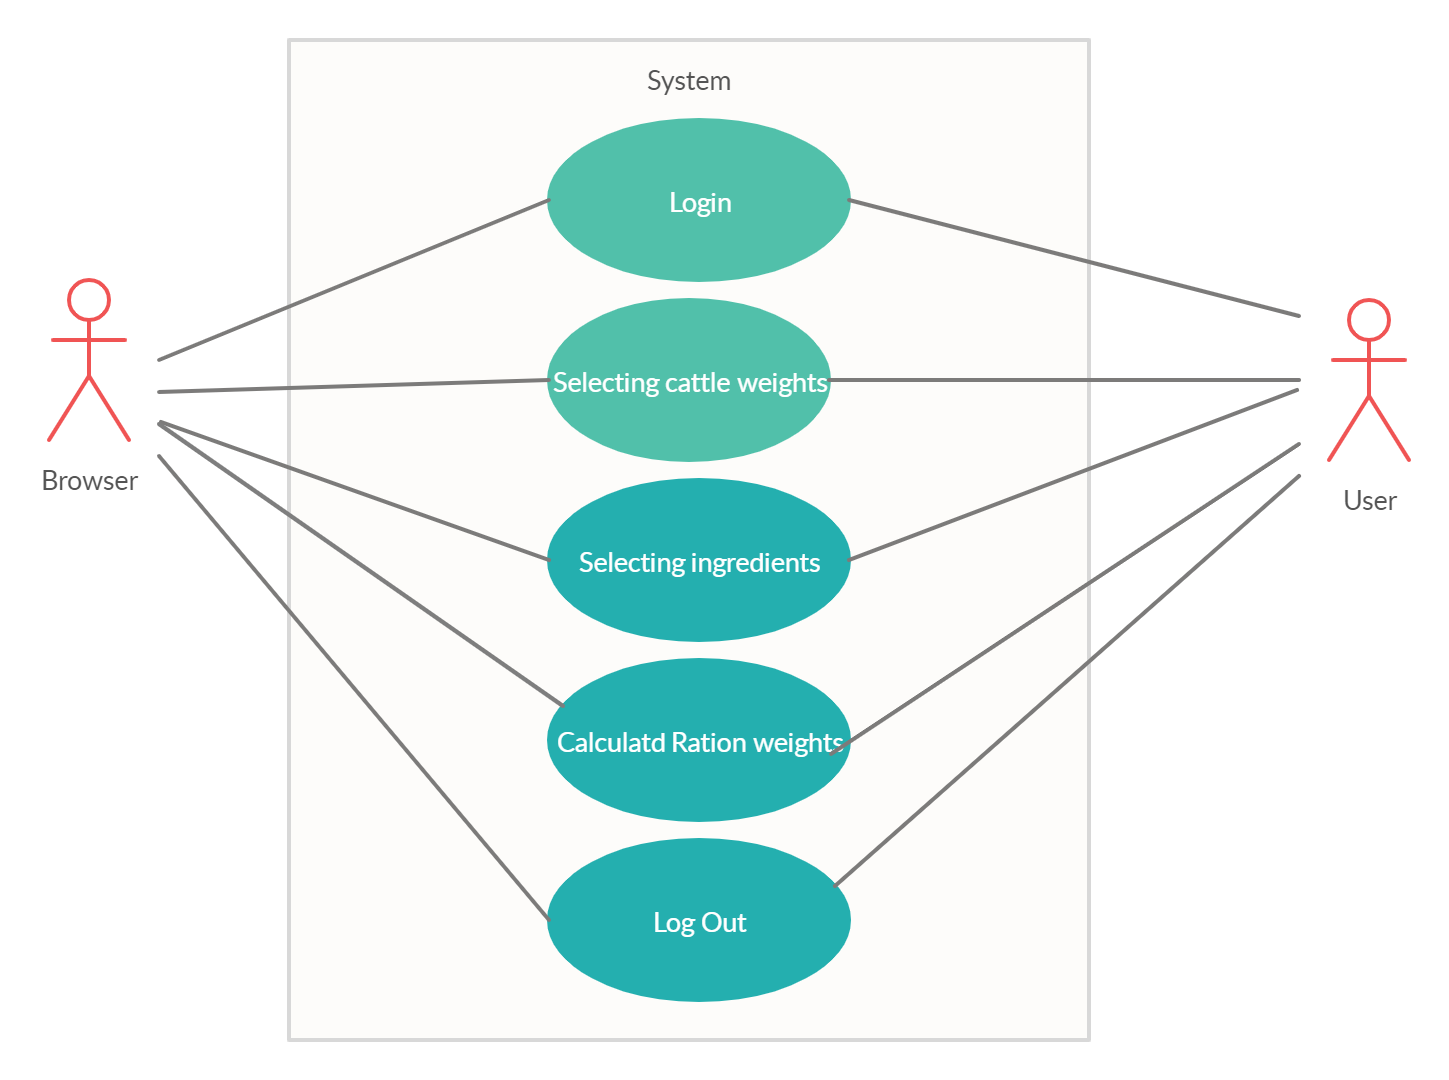 System
Login
Selecting cattle weights
Browser
User
Selecting ingredients
Calculatd Ration weights
Log Out